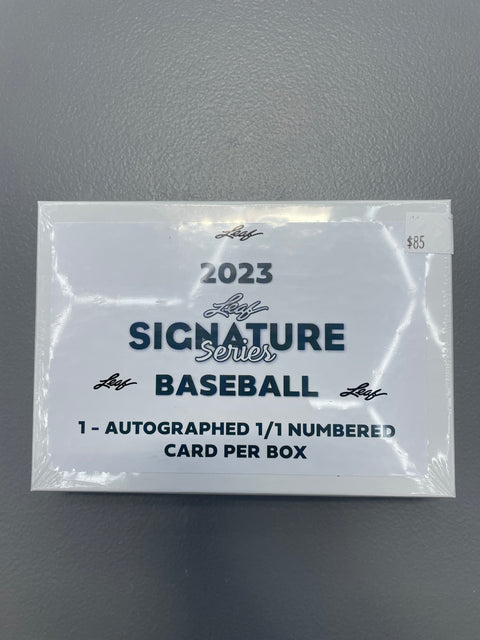 Leaf
$85
2023
Leaf
SIGNATURE
Series
Leaf BASEBALL Leaf
1 - AUTOGRAPHED 1/1 NUMBERED
CARD PER BOX